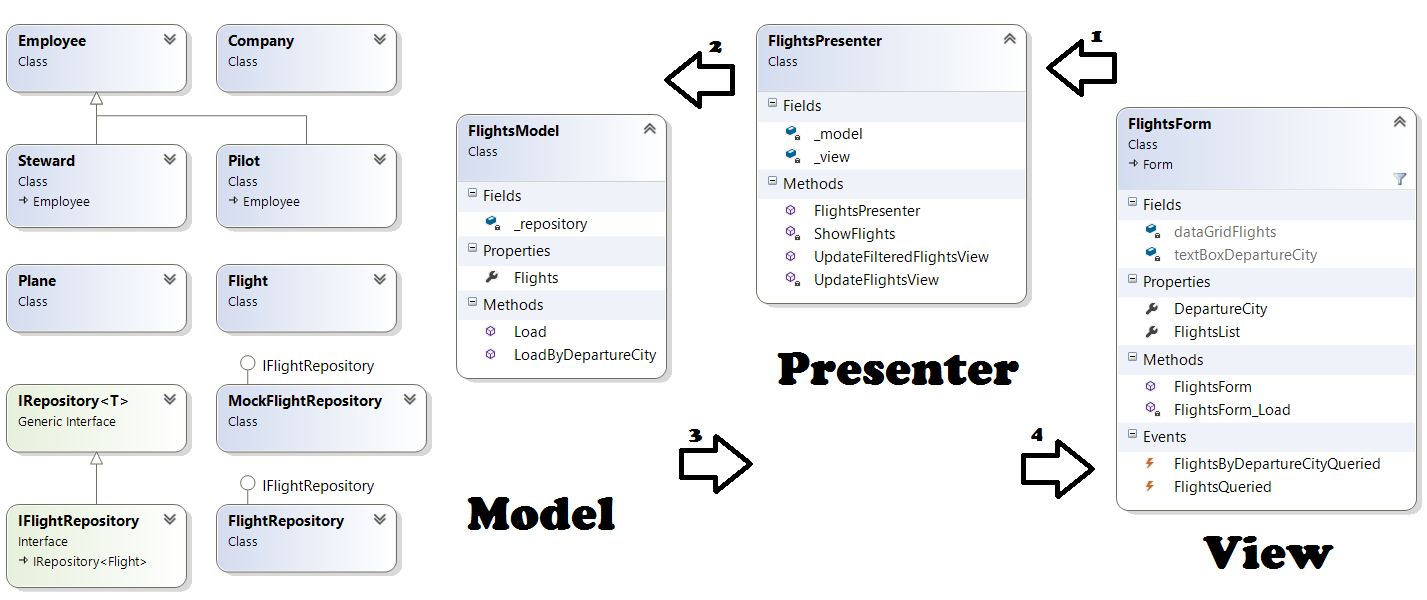 Employee
Class
Company
Class
Steward
Class
Employee
Pilot
Class
Employee
Plane
Class
Flight
Class
IRepository<T>
Generic Interface
IFlightRepository
MockFlightRepository
Class
IFlightRepository
Interface
IRepository<Flight>
IFlightRepository
FlightRepository
Class
2
FlightsModel
Class
Fields
_repository
Properties
Flights
Methods
Load
LoadByDepartureCity
3
Model
FlightsPresenter
Class
Fields
_model
_view
Methods
FlightsPresenter
ShowFlights
UpdateFilteredFlightsView
UpdateFlightsView
Presenter
1
4
FlightsForm
Class
Form
Fields
dataGridFlights
textBoxDepartureCity
Properties
DepartureCity
FlightsList
Methods
FlightsForm
FlightsForm_Load
Events
FlightsByDepartureCityQueried
FlightsQueried
View